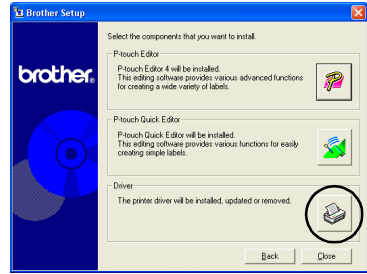 Brother Setup
Select the components that you want to install.
brother.
P-touch Editor
P-touch Editor 4 will be installed.
This editing software provides various advanced functions
for creating a wide variety of labels.
P-touch Quick Editor
P-touch Quick Editor will be installed.
This editing software provides various functions for easily
creating simple labels.
Driver
The printer driver will be installed, updated or removed.
Back
Close